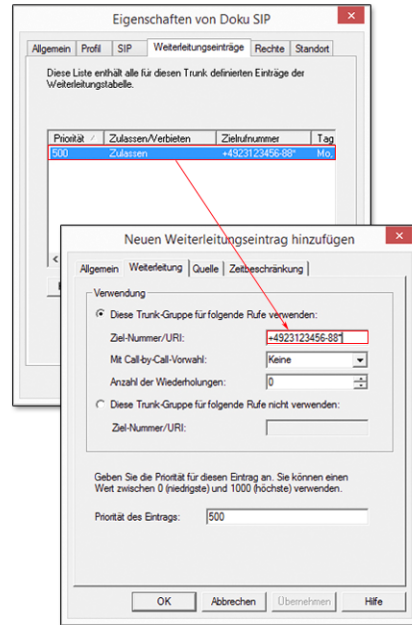 Eigenschaften von Doku SIP
Allgemein Profil SIP Weiterleitungseinträge Rechte Standort
Diese Liste enthält alle für diesen Trunk definierten Einträge der
Weiterleitungstabelle.
Priorität Zulassen/Verbieten Zielrufnummer Tag
500 Zulassen +4923123456-88* Mo,
Neuen Weiterleitungseintrag hinzufügen
Allgemein Weiterleitung Quelle Zeitbeschränkung
Verwendung
Diese Trunk-Gruppe für folgende Rufe verwenden:
Ziel-Nummer/URI: +4923123456-88*
Mit Call-by-Call-Vorwahl: Keine
Anzahl der Wiederholungen: 0
Diese Trunk-Gruppe für folgende Rufe nicht verwenden:
Ziel-Nummer/URI:
Geben Sie die Priorität für diesen Eintrag an. Sie können einen
Wert zwischen 0 (niedrigste) und 1000 (höchste) verwenden.
Priorität des Eintrags: 500
OK Abbrechen Übernehmen Hilfe